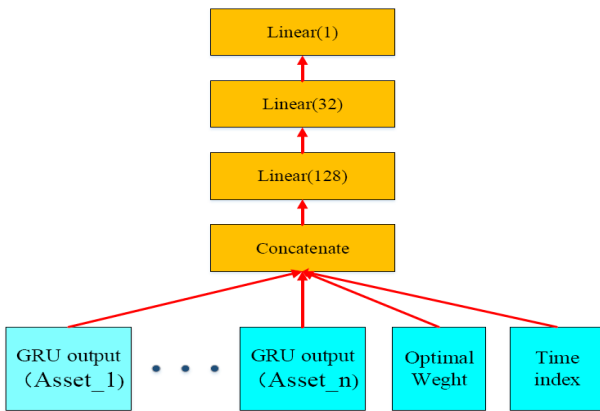 Linear(1)
Linear(32)
Linear(128)
Concatenate
GRU output
（Asset_1)
GRU output
（Asset_n)
Optimal
Weght
Time
index